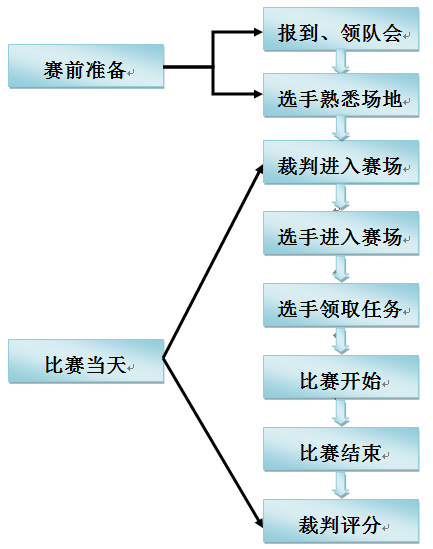 报到、领队会
赛前准备
选手熟悉场地
裁判进入赛场
选手进入赛场
选手领取任务
比赛当天
比赛开始
比赛结束
裁判评分